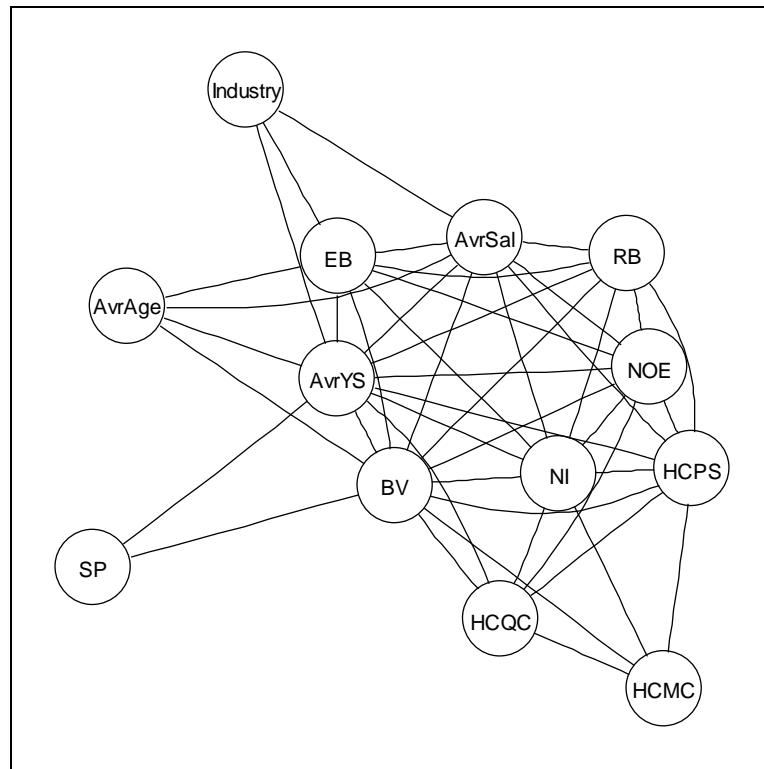 Industry
AvrSal
EB
RB
AvrAge
NOE
AvrYS
HCPS
NI
BV
SP
HCQC
HCMC